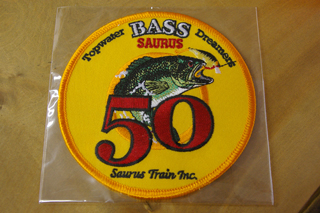 Topwater BASS Dreamers
SAURUS
50
Saurus Train Inc.